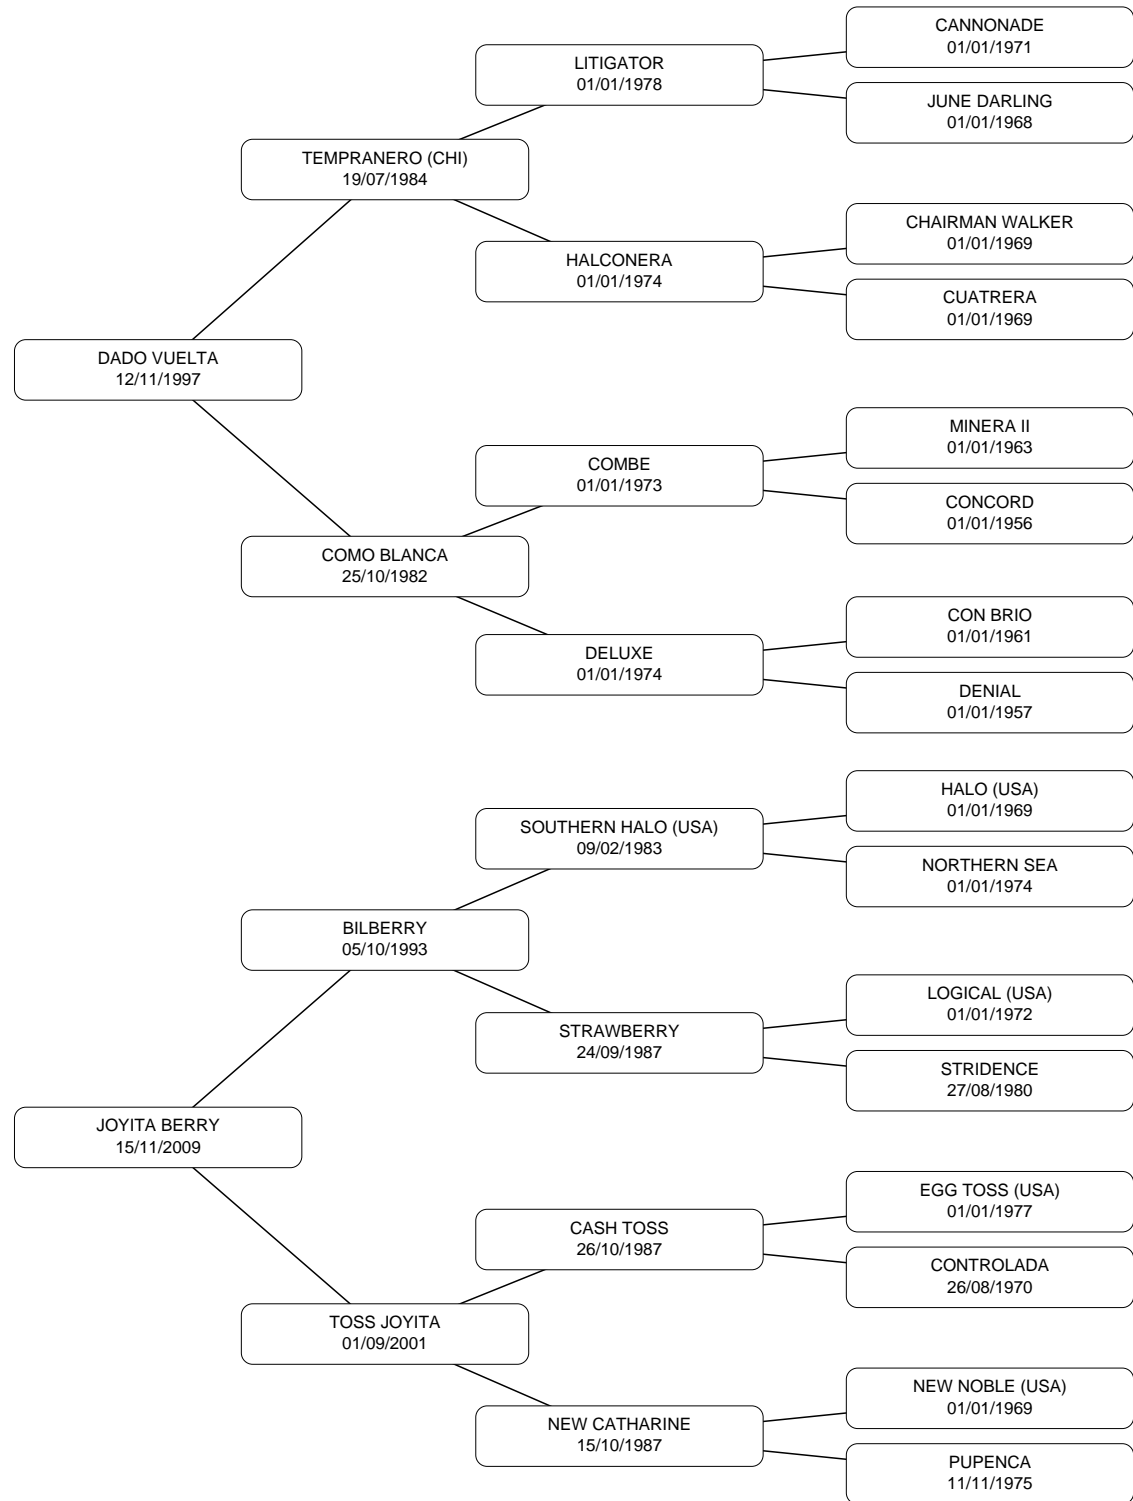 CANNONADE
01/01/1971
LITIGATOR
01/01/1978
JUNE DARLING
01/01/1968
TEMPRANERO (CHI)
19/07/1984
CHAIRMAN WALKER
01/01/1969
HALCONERA
01/01/1974
CUATRERA
01/01/1969
DADO VUELTA
12/11/1997
MINERA II
01/01/1963
COMBE
01/01/1973
CONCORD
01/01/1956
COMO BLANCA
25/10/1982
CON BRIO
01/01/1961
DELUXE
01/01/1974
DENIAL
01/01/1957
HALO (USA)
01/01/1969
SOUTHERN HALO (USA)
09/02/1983
NORTHERN SEA
01/01/1974
BILBERRY
05/10/1993
LOGICAL (USA)
01/01/1972
STRAWBERRY
24/09/1987
STRIDENCE
27/08/1980
JOYITA BERRY
15/11/2009
EGG TOSS (USA)
01/01/1977
CASH TOSS
26/10/1987
CONTROLADA
26/08/1970
TOSS JOYITA
01/09/2001
NEW NOBLE (USA)
01/01/1969
NEW CATHARINE
15/10/1987
PUPENCA
11/11/1975